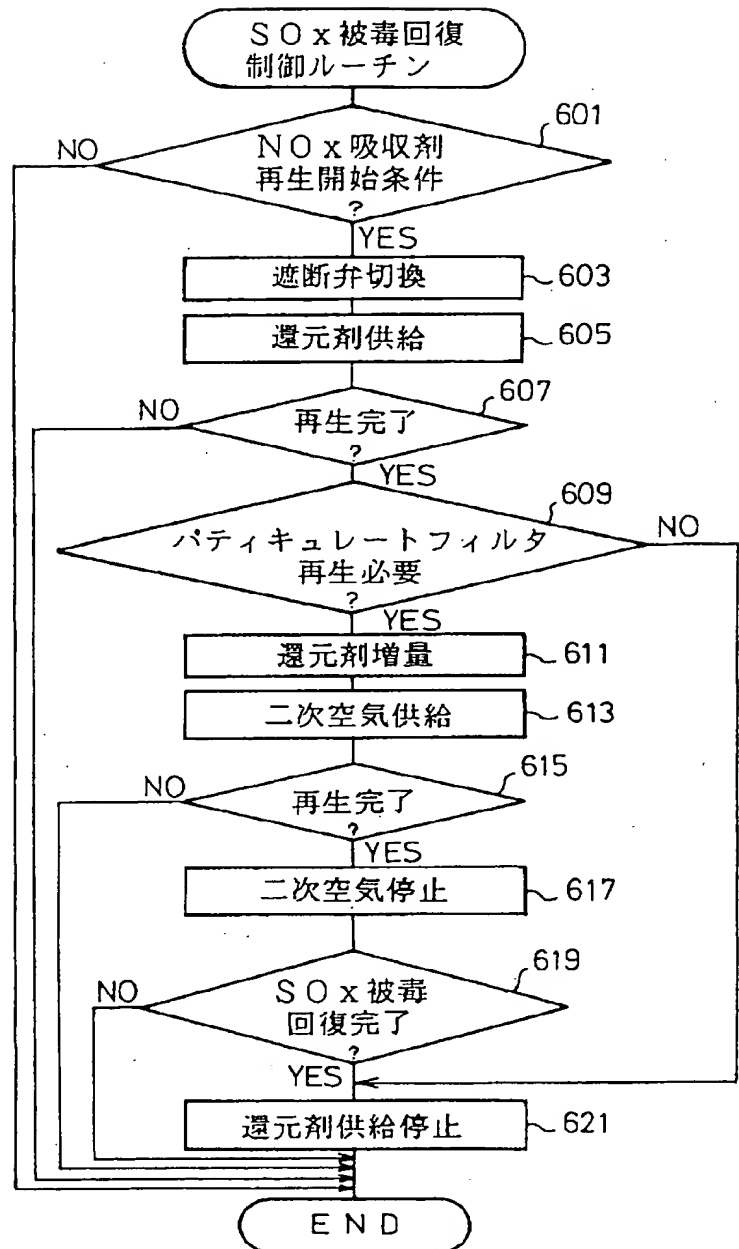 SOx被毒回復
制御ルーチン
601
NO
NOx吸収剤
再生開始条件
?
YES
遮断弁切換
603
還元剤供給
605
607
NO
再生完了
?
YES
609
NO
パティキュレートフィルタ
再生必要
?
YES
還元剤増量
611
二次空気供給
613
615
NO
再生完了
?
YES
二次空気停止
617
619
NO
SOx被毒
回復完了
?
YES
還元剤供給停止
621
END